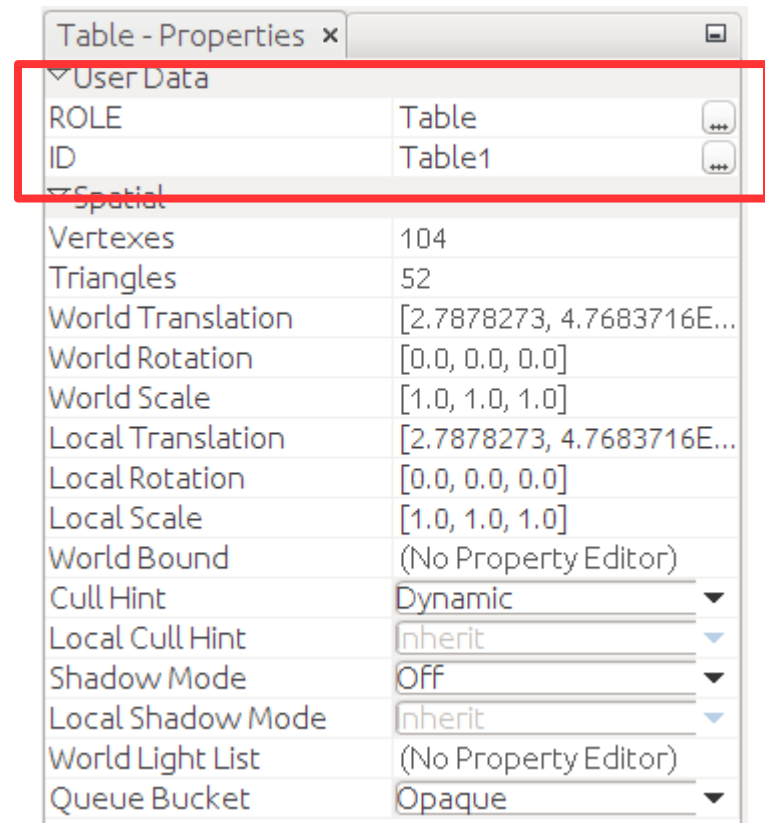 Table - Properties ×
User Data
ROLE Table ...
ID Table1 ...
Spatial
Vertexes 104
Triangles 52
World Translation [2.7878273, 4.7683716E...
World Rotation [0.0, 0.0, 0.0]
World Scale [1.0, 1.0, 1.0]
Local Translation [2.7878273, 4.7683716E...
Local Rotation [0.0, 0.0, 0.0]
Local Scale [1.0, 1.0, 1.0]
World Bound (No Property Editor)
Cull Hint Dynamic
Local Cull Hint Inherit
Shadow Mode Off
Local Shadow Mode Inherit
World Light List (No Property Editor)
Queue Bucket Opaque